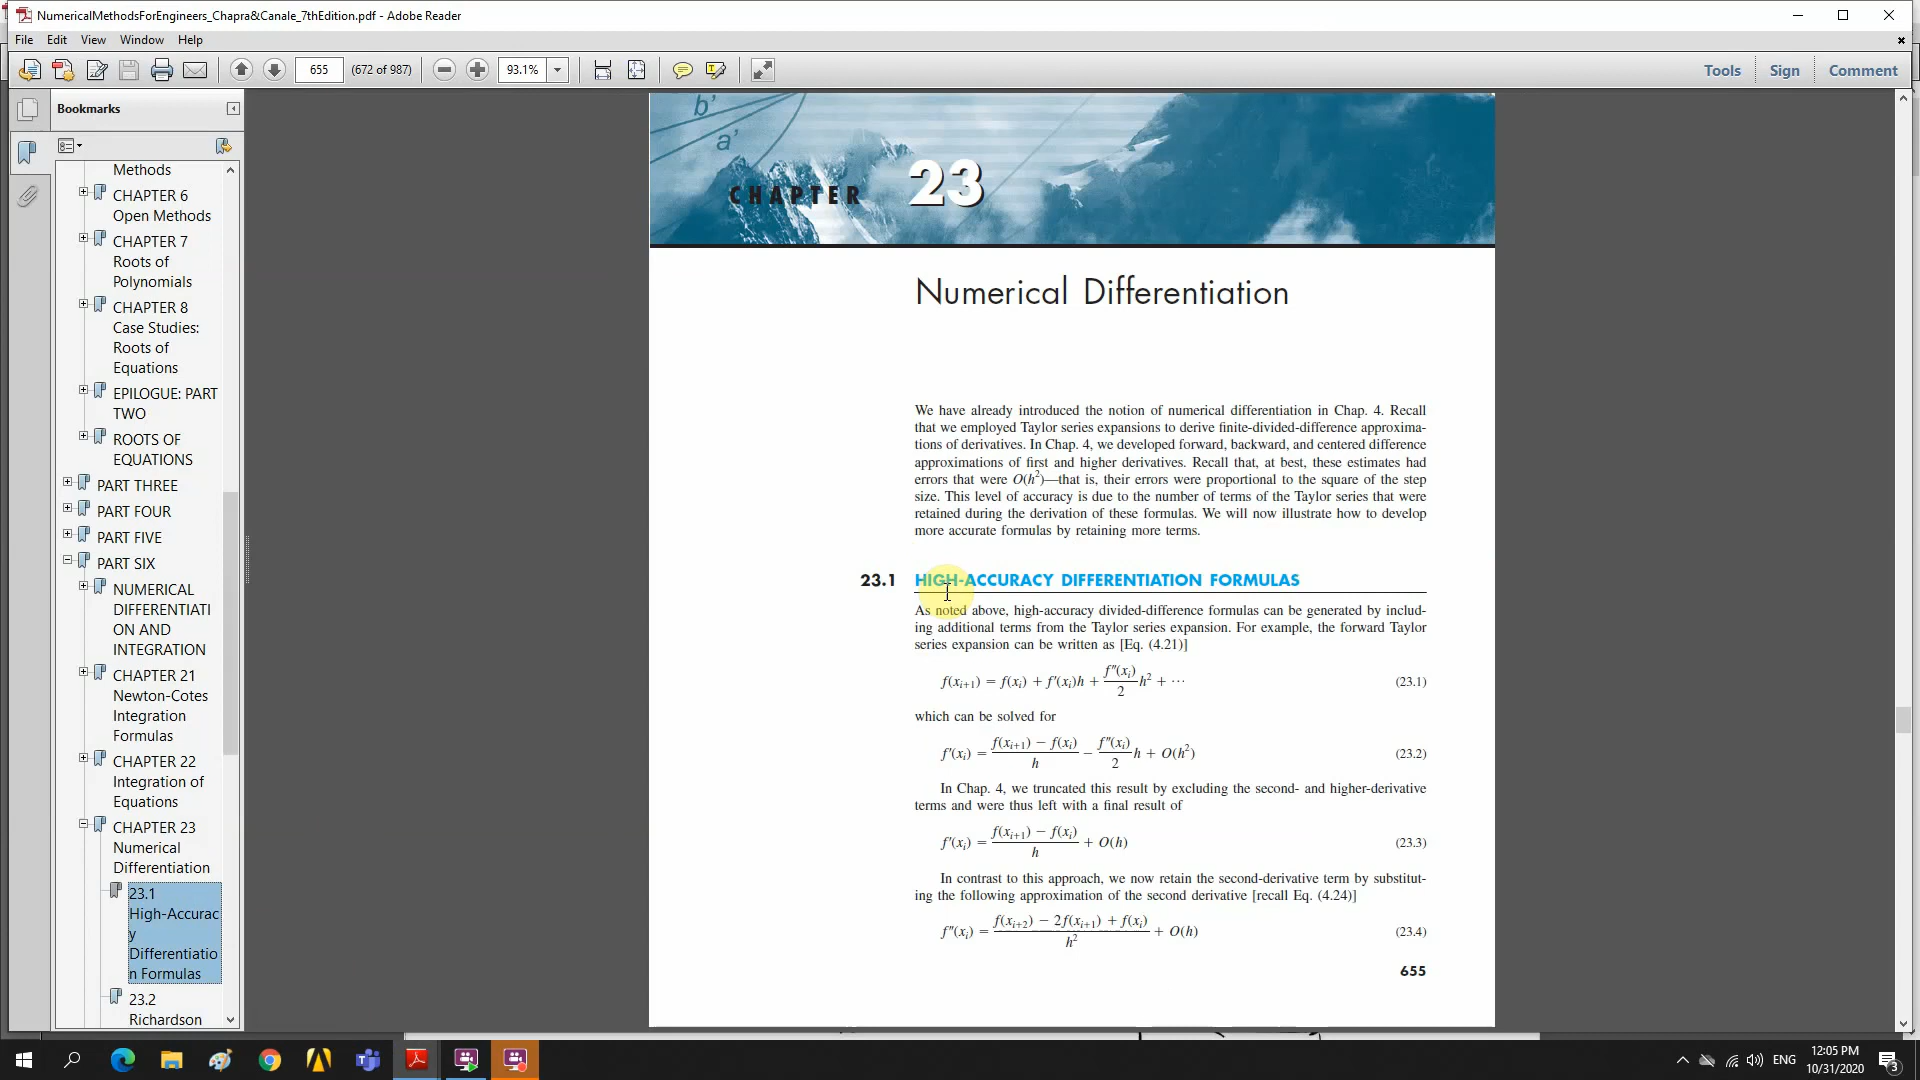 NumericalMethodsForEngineers_Chapra&Canale_7thEdition.pdf - Adobe Reader
File Edit View Window Help
655 (672 of 987) 93.1% Tools Sign Comment
Bookmarks
Methods
CHAPTER 6
Open Methods
CHAPTER 7
Roots of
Polynomials
CHAPTER 8
Case Studies:
Roots of
Equations
EPILOGUE: PART
TWO
ROOTS OF
EQUATIONS
PART THREE
PART FOUR
PART FIVE
PART SIX
NUMERICAL
DIFFERENTIATI
ON AND
INTEGRATION
CHAPTER 21
Newton-Cotes
Integration
Formulas
CHAPTER 22
Integration of
Equations
CHAPTER 23
Numerical
Differentiation
23.1
High-Accurac
y
Differentiatio
n Formulas
23.2
Richardson
b'
a'
CHAPTER 23
Numerical Differentiation
We have already introduced the notion of numerical differentiation in Chap. 4. Recall
that we employed Taylor series expansions to derive finite-divided-difference approxima-
tions of derivatives. In Chap. 4, we developed forward, backward, and centered difference
approximations of first and higher derivatives. Recall that, at best, these estimates had
errors that were O(h²)—that is, their errors were proportional to the square of the step
size. This level of accuracy is due to the number of terms of the Taylor series that were
retained during the derivation of these formulas. We will now illustrate how to develop
more accurate formulas by retaining more terms.
23.1 HIGH-ACCURACY DIFFERENTIATION FORMULAS
As noted above, high-accuracy divided-difference formulas can be generated by includ-
ing additional terms from the Taylor series expansion. For example, the forward Taylor
series expansion can be written as [Eq. (4.21)]
f(xᵢ₊₁) = f(xᵢ) + f′(xᵢ)h + f″(xᵢ)/2 h² + ⋯ (23.1)
which can be solved for
f′(xᵢ) = (f(xᵢ₊₁) − f(xᵢ))/h − f″(xᵢ)/2 h + O(h²) (23.2)
In Chap. 4, we truncated this result by excluding the second- and higher-derivative
terms and were thus left with a final result of
f′(xᵢ) = (f(xᵢ₊₁) − f(xᵢ))/h + O(h) (23.3)
In contrast to this approach, we now retain the second-derivative term by substitut-
ing the following approximation of the second derivative [recall Eq. (4.24)]
f″(xᵢ) = (f(xᵢ₊₂) − 2f(xᵢ₊₁) + f(xᵢ))/h² + O(h) (23.4)
655
ENG
12:05 PM
10/31/2020
3